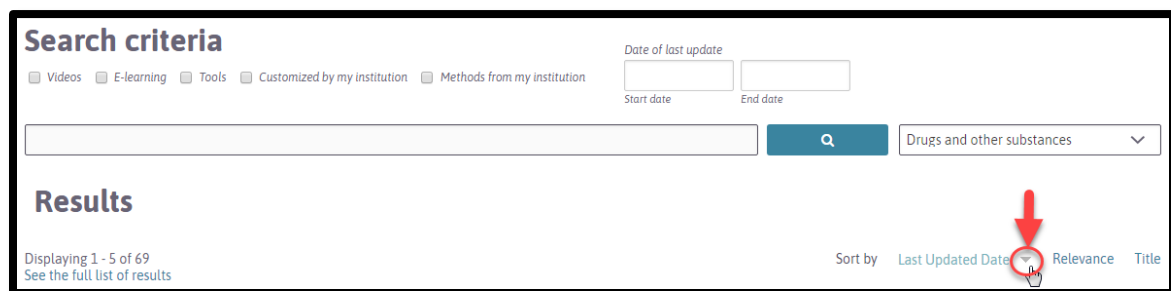 Search criteria
Videos E-learning Tools Customized by my institution Methods from my institution
Date of last update
Start date End date
Drugs and other substances
Results
Displaying 1 - 5 of 69
See the full list of results
Sort by Last Updated Date Relevance Title